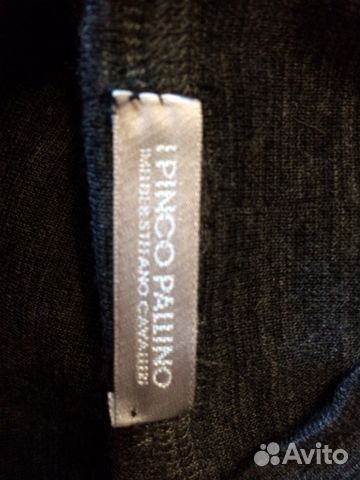 I PINCO PALLINO
IMELDE & STEFANO CAVALLERI
Avito